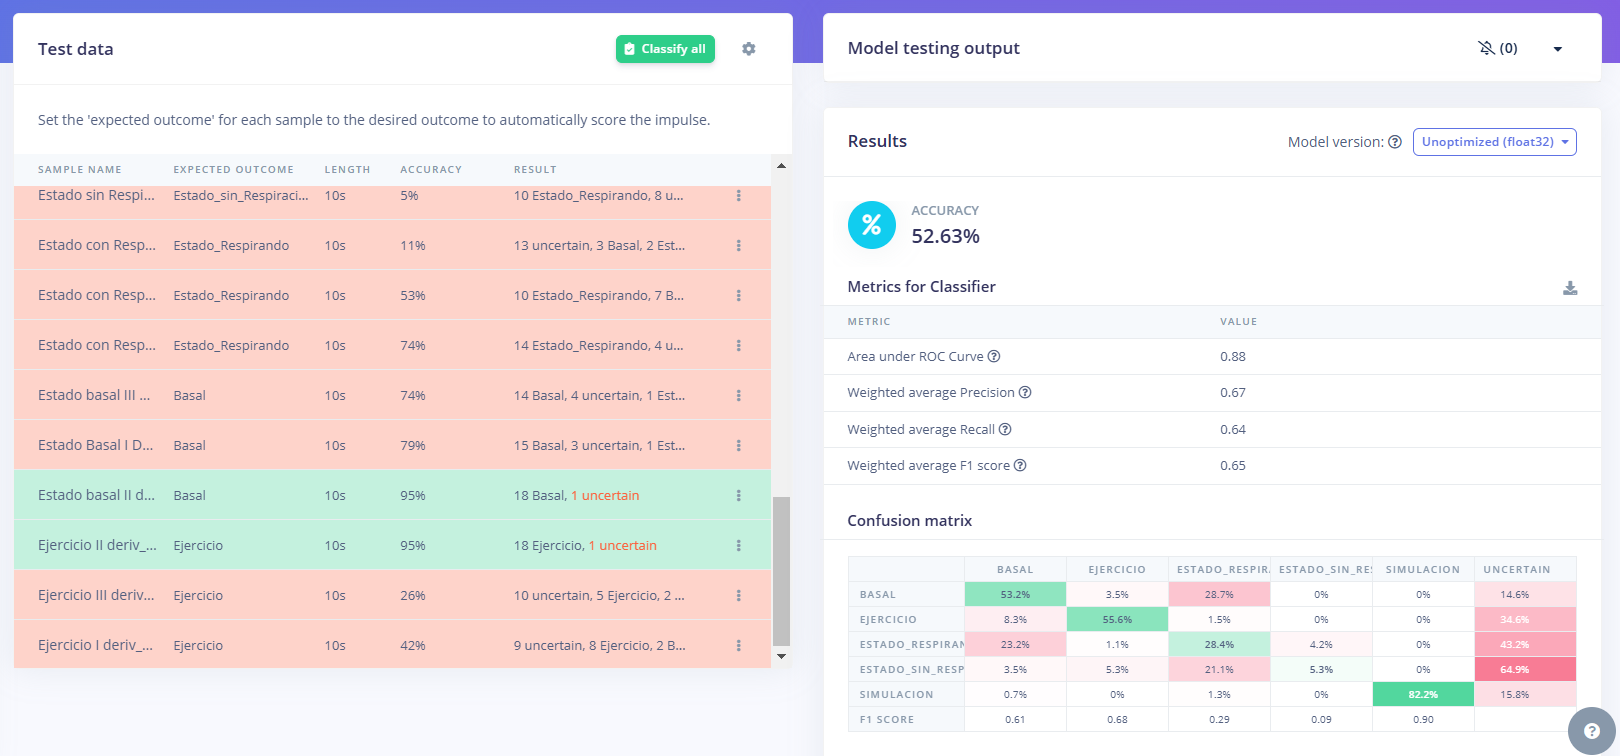 Test data
Classify all
Set the 'expected outcome' for each sample to the desired outcome to automatically score the impulse.
SAMPLE NAME EXPECTED OUTCOME LENGTH ACCURACY RESULT
Estado sin Respi... Estado_sin_Respiraci... 10s 5% 10 Estado_Respirando, 8 u...
Estado con Resp... Estado_Respirando 10s 11% 13 uncertain, 3 Basal, 2 Est...
Estado con Resp... Estado_Respirando 10s 53% 10 Estado_Respirando, 7 B...
Estado con Resp... Estado_Respirando 10s 74% 14 Estado_Respirando, 4 u...
Estado basal III ... Basal 10s 74% 14 Basal, 4 uncertain, 1 Est...
Estado Basal I D... Basal 10s 79% 15 Basal, 3 uncertain, 1 Est...
Estado basal II d... Basal 10s 95% 18 Basal, 1 uncertain
Ejercicio II deriv_... Ejercicio 10s 95% 18 Ejercicio, 1 uncertain
Ejercicio III deriv... Ejercicio 10s 26% 10 uncertain, 5 Ejercicio, 2 ...
Ejercicio I deriv_... Ejercicio 10s 42% 9 uncertain, 8 Ejercicio, 2 B...
Model testing output
(0)
Results
Model version: ? Unoptimized (float32)
%
ACCURACY
52.63%
Metrics for Classifier
METRIC VALUE
Area under ROC Curve ? 0.88
Weighted average Precision ? 0.67
Weighted average Recall ? 0.64
Weighted average F1 score ? 0.65
Confusion matrix
BASAL EJERCICIO ESTADO_RESPIRA ESTADO_SIN_RES SIMULACION UNCERTAIN
BASAL 53.2% 3.5% 28.7% 0% 0% 14.6%
EJERCICIO 8.3% 55.6% 1.5% 0% 0% 34.6%
ESTADO_RESPIRAN 23.2% 1.1% 28.4% 4.2% 0% 43.2%
ESTADO_SIN_RESP 3.5% 5.3% 21.1% 5.3% 0% 64.9%
SIMULACION 0.7% 0% 1.3% 0% 82.2% 15.8%
F1 SCORE 0.61 0.68 0.29 0.09 0.90
?